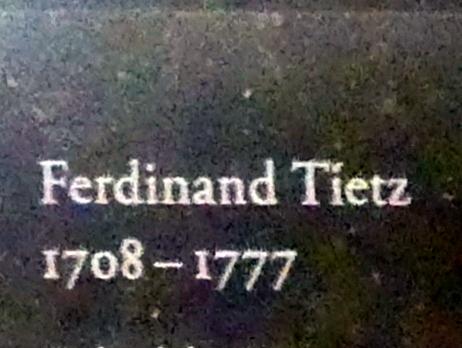 Ferdinand Tietz
1708 – 1777